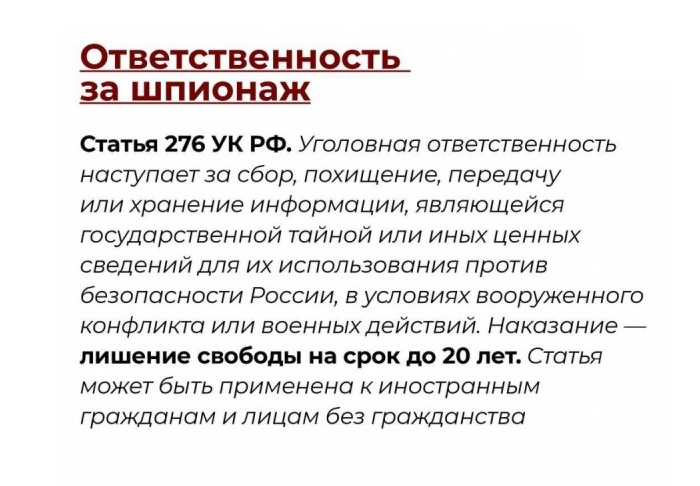 Ответственность
за шпионаж
Статья 276 УК РФ. Уголовная ответственность
наступает за сбор, похищение, передачу
или хранение информации, являющейся
государственной тайной или иных ценных
сведений для их использования против
безопасности России, в условиях вооруженного
конфликта или военных действий. Наказание —
лишение свободы на срок до 20 лет. Статья
может быть применена к иностранным
гражданам и лицам без гражданства